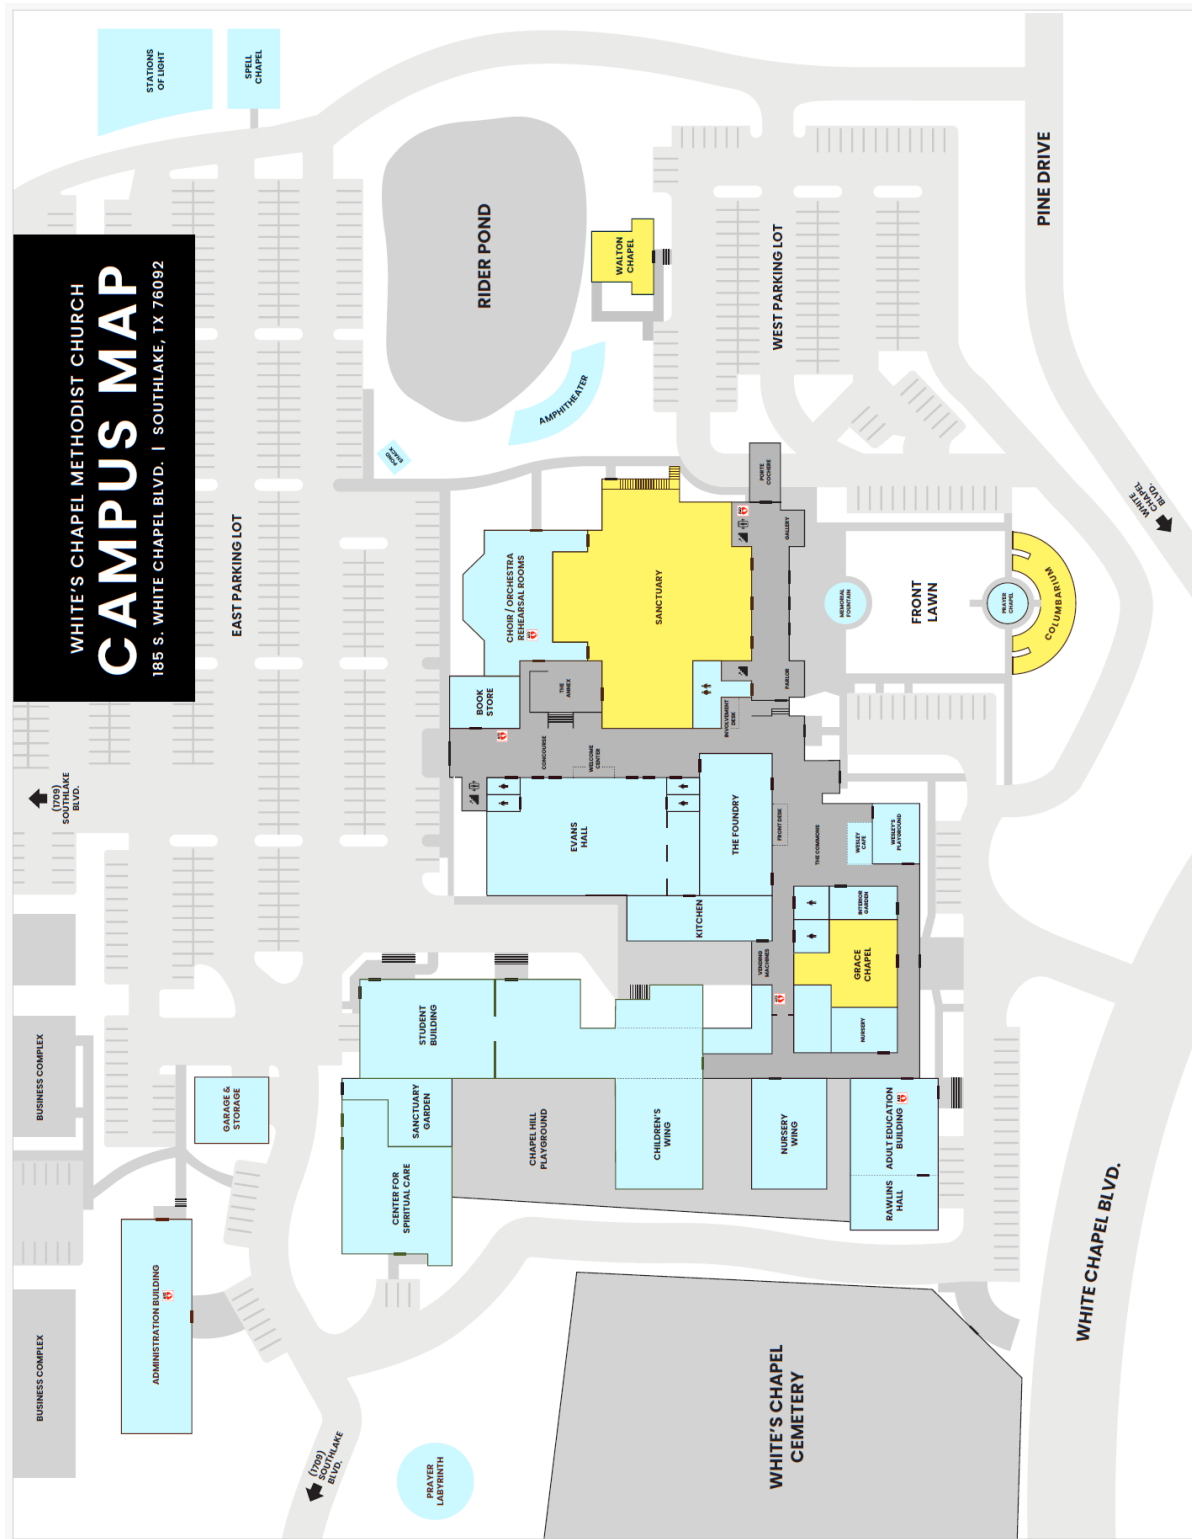 WHITE'S CHAPEL METHODIST CHURCH
CAMPUS MAP
185 S. WHITE CHAPEL BLVD. | SOUTHLAKE, TX 76092
STATIONS
OF LIGHT
SPELL
CHAPEL
RIDER POND
WALTON
CHAPEL
WEST PARKING LOT
PINE DRIVE
AMPHITHEATER
POND
SHACK
EAST PARKING LOT
PORTE
COCHERE
WHITE
CHAPEL
BLVD.
CHOIR / ORCHESTRA
REHEARSAL ROOMS
SANCTUARY
GALLERY
MEMORIAL
FOUNTAIN
FRONT
LAWN
PRAYER
CHAPEL
COLUMBARIUM
BOOK
STORE
THE
ANNEX
INVOLVEMENT
DESK
PARLOR
(1709)
SOUTHLAKE
BLVD.
CONCOURSE
WELCOME
CENTER
EVANS
HALL
THE FOUNDRY
FRONT DESK
THE COMMONS
WESLEY
CAFE
WESLEY'S
PLAYGROUND
KITCHEN
INTERIOR
GARDEN
VENDING
MACHINES
GRACE
CHAPEL
NURSERY
STUDENT
BUILDING
BUSINESS COMPLEX
GARAGE &
STORAGE
SANCTUARY
GARDEN
CHAPEL HILL
PLAYGROUND
CHILDREN'S
WING
NURSERY
WING
ADULT EDUCATION
BUILDING
RAWLINS
HALL
CENTER FOR
SPIRITUAL CARE
ADMINISTRATION BUILDING
BUSINESS COMPLEX
WHITE CHAPEL BLVD.
WHITE'S CHAPEL
CEMETERY
(1709)
SOUTHLAKE
BLVD.
PRAYER
LABYRINTH